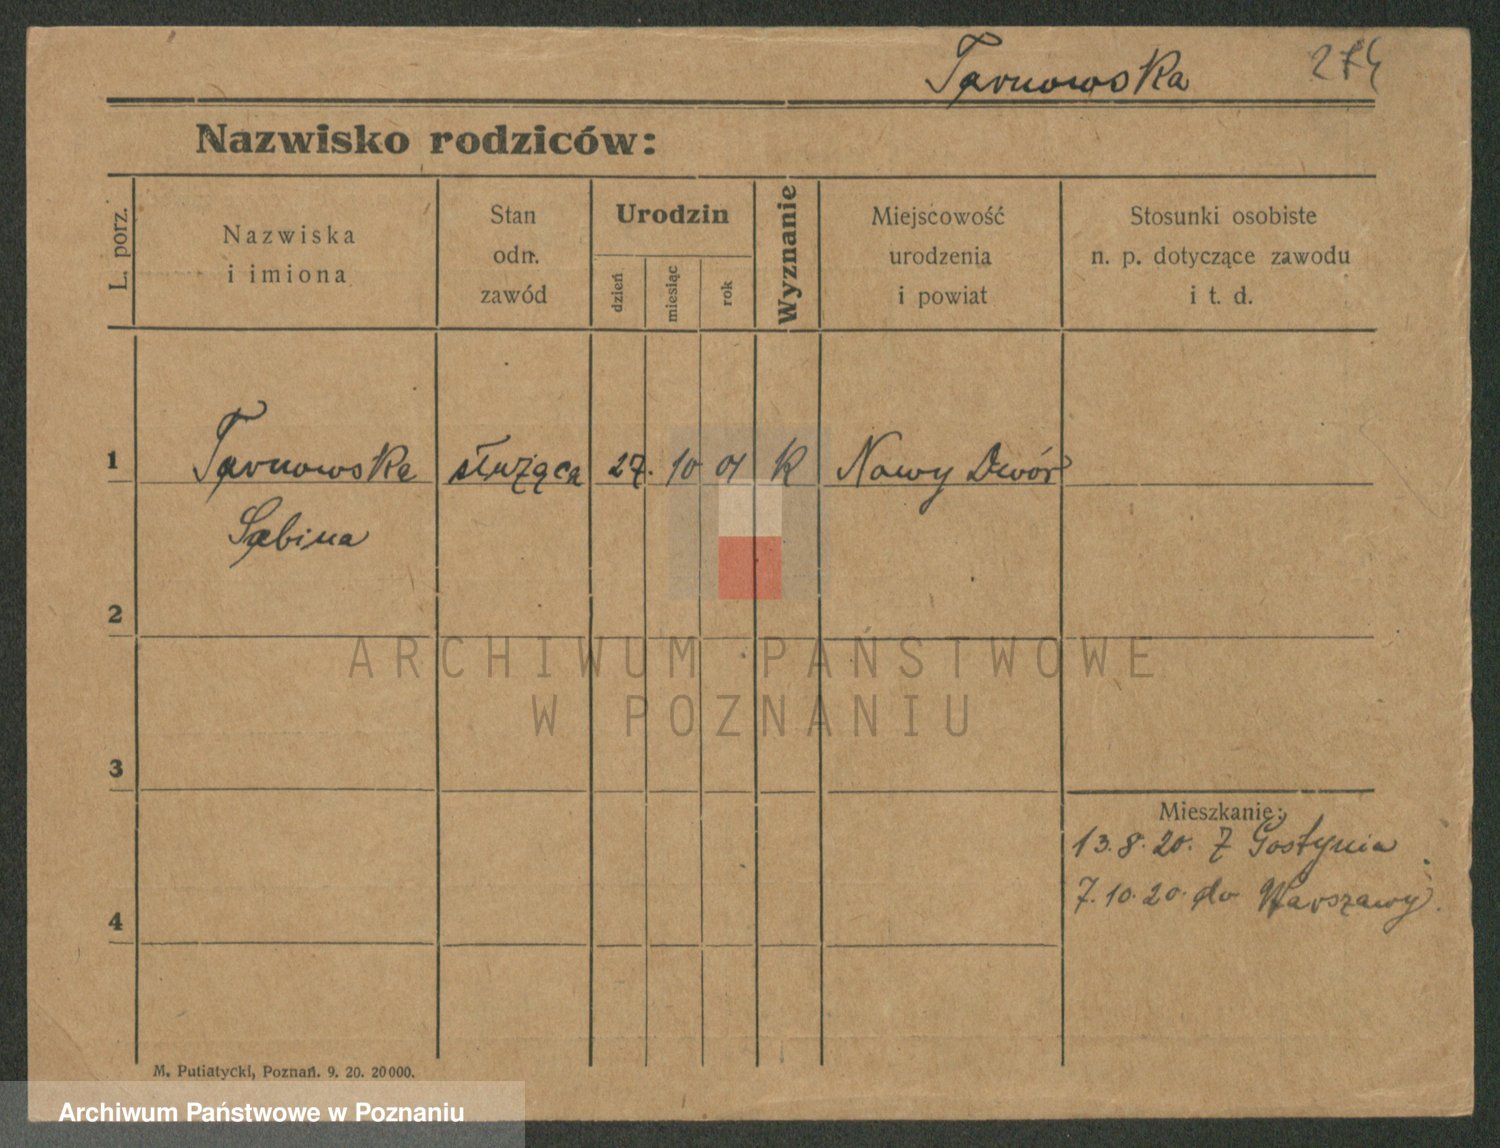 Tarnowska 274
Nazwisko rodziców:
L. porz.
Nazwiska
i imiona
Stan
odn.
zawód
Urodzin
dzień
miesiąc
rok
Wyznanie
Miejscowość
urodzenia
i powiat
Stosunki osobiste
n. p. dotyczące zawodu
i t. d.
1 Tarnowska służąca 27. 10 01 K Nowy Dwór
Sabina
2
ARCHIWUM PAŃSTWOWE
W POZNANIU
3
Mieszkanie:
13.8.20. Z Gostynia
7.10.20. do Warszawy.
4
M. Putiatycki, Poznań. 9. 20. 20000.
Archiwum Państwowe w Poznaniu